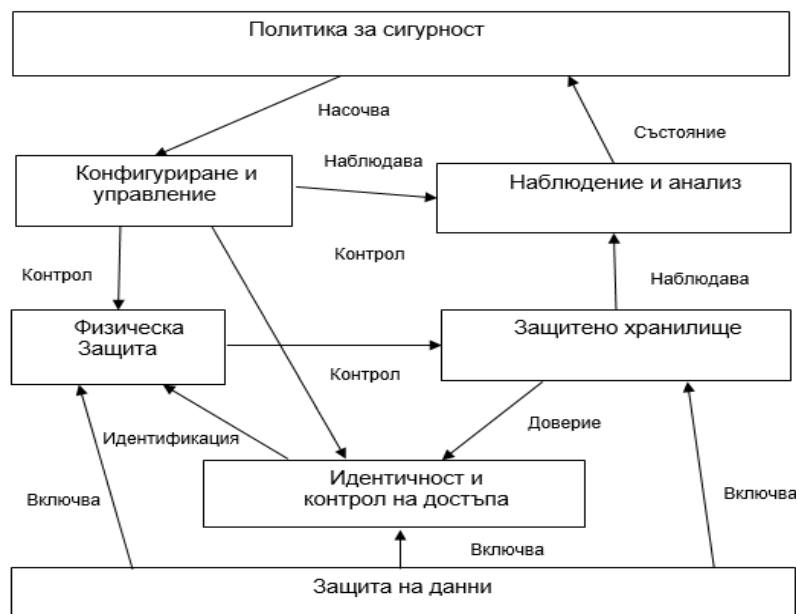 Политика за сигурност
Насочва
Състояние
Конфигуриране и
управление
Наблюдава
Наблюдение и анализ
Контрол
Контрол
Наблюдава
Физическа
Защита
Защитено хранилище
Контрол
Идентификация
Доверие
Идентичност и
контрол на достъпа
Включва
Включва
Включва
Защита на данни